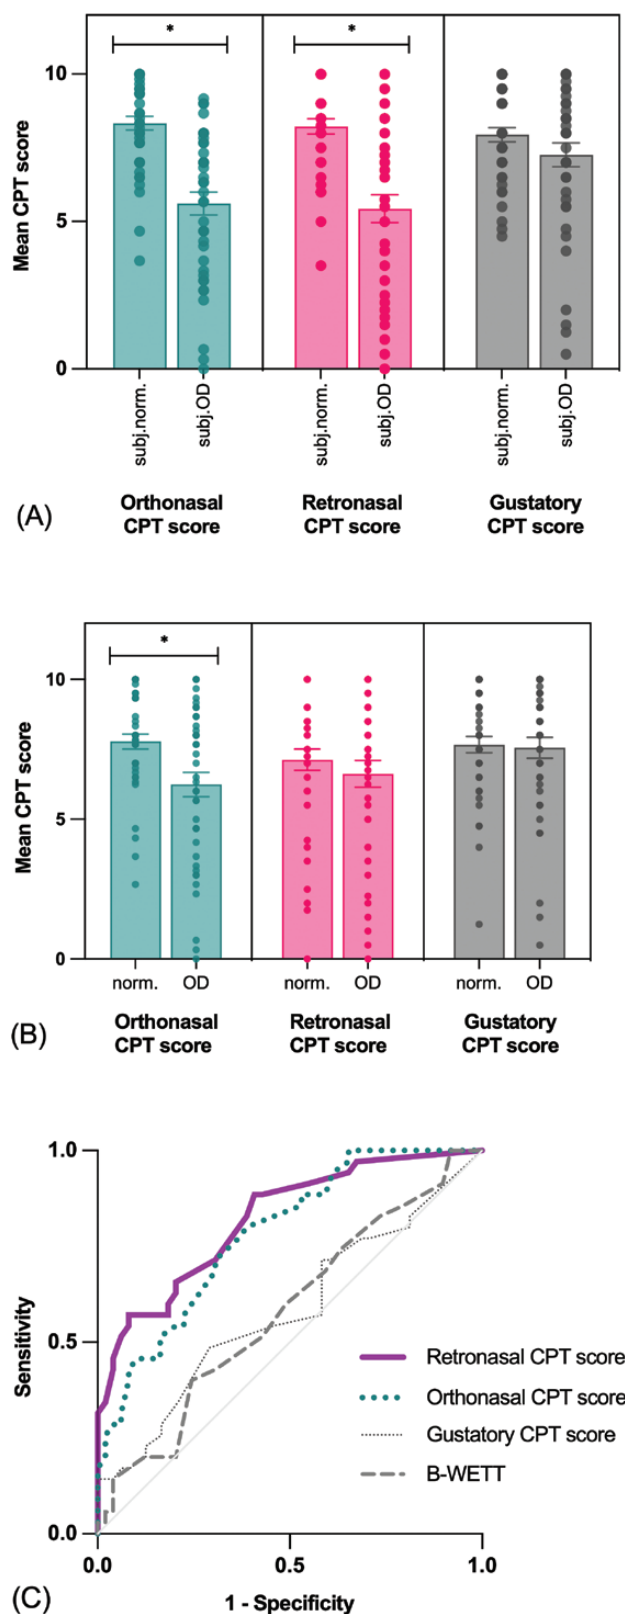 *
*
10
5
0
Mean CPT score
subj.norm.
subj.OD
subj.norm.
subj.OD
subj.norm.
subj.OD
Orthonasal
CPT score
Retronasal
CPT score
Gustatory
CPT score
(A)
*
10
5
0
Mean CPT score
norm.
OD
norm.
OD
norm.
OD
Orthonasal
CPT score
Retronasal
CPT score
Gustatory
CPT score
(B)
1.0
0.5
0.0
Sensitivity
Retronasal CPT score
Orthonasal CPT score
Gustatory CPT score
B-WETT
0.0
0.5
1.0
1 - Specificity
(C)